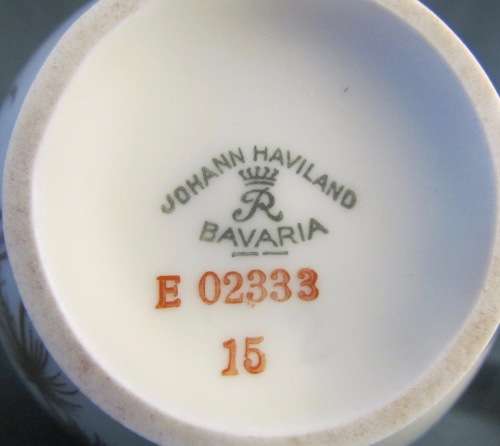 JOHANN HAVILAND
R
BAVARIA
E 02333
15